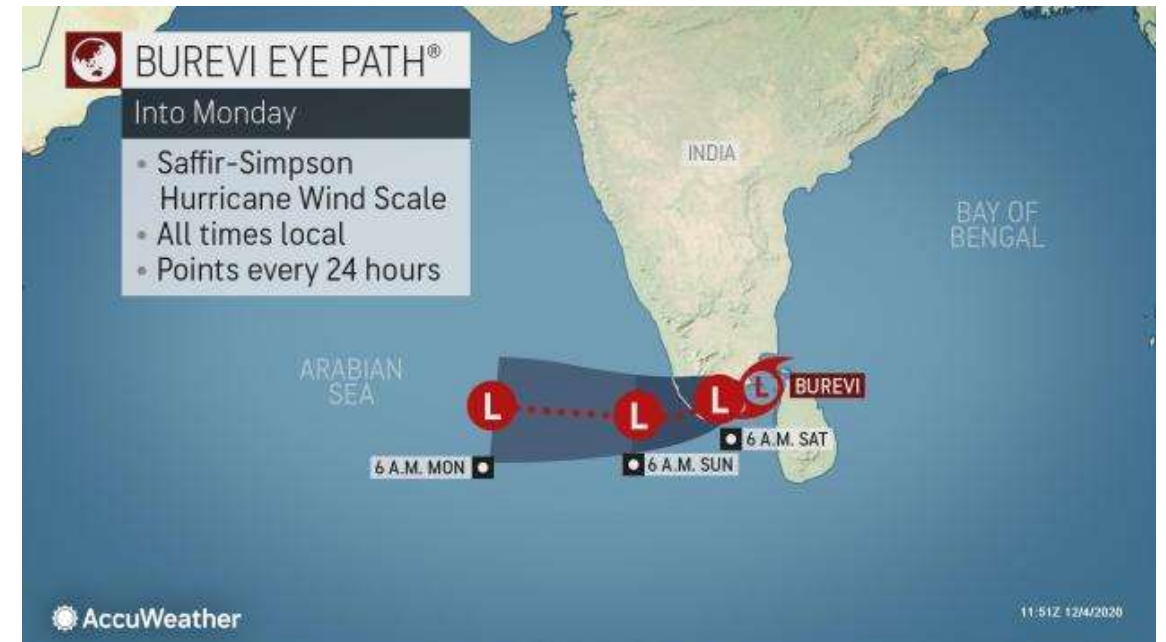 BUREVI EYE PATH®
Into Monday
• Saffir-Simpson
Hurricane Wind Scale
• All times local
• Points every 24 hours
INDIA
BAY OF
BENGAL
ARABIAN
SEA
L
L
L
L
BUREVI
6 A.M. SAT
6 A.M. SUN
6 A.M. MON
AccuWeather
11:51Z 12/4/2020